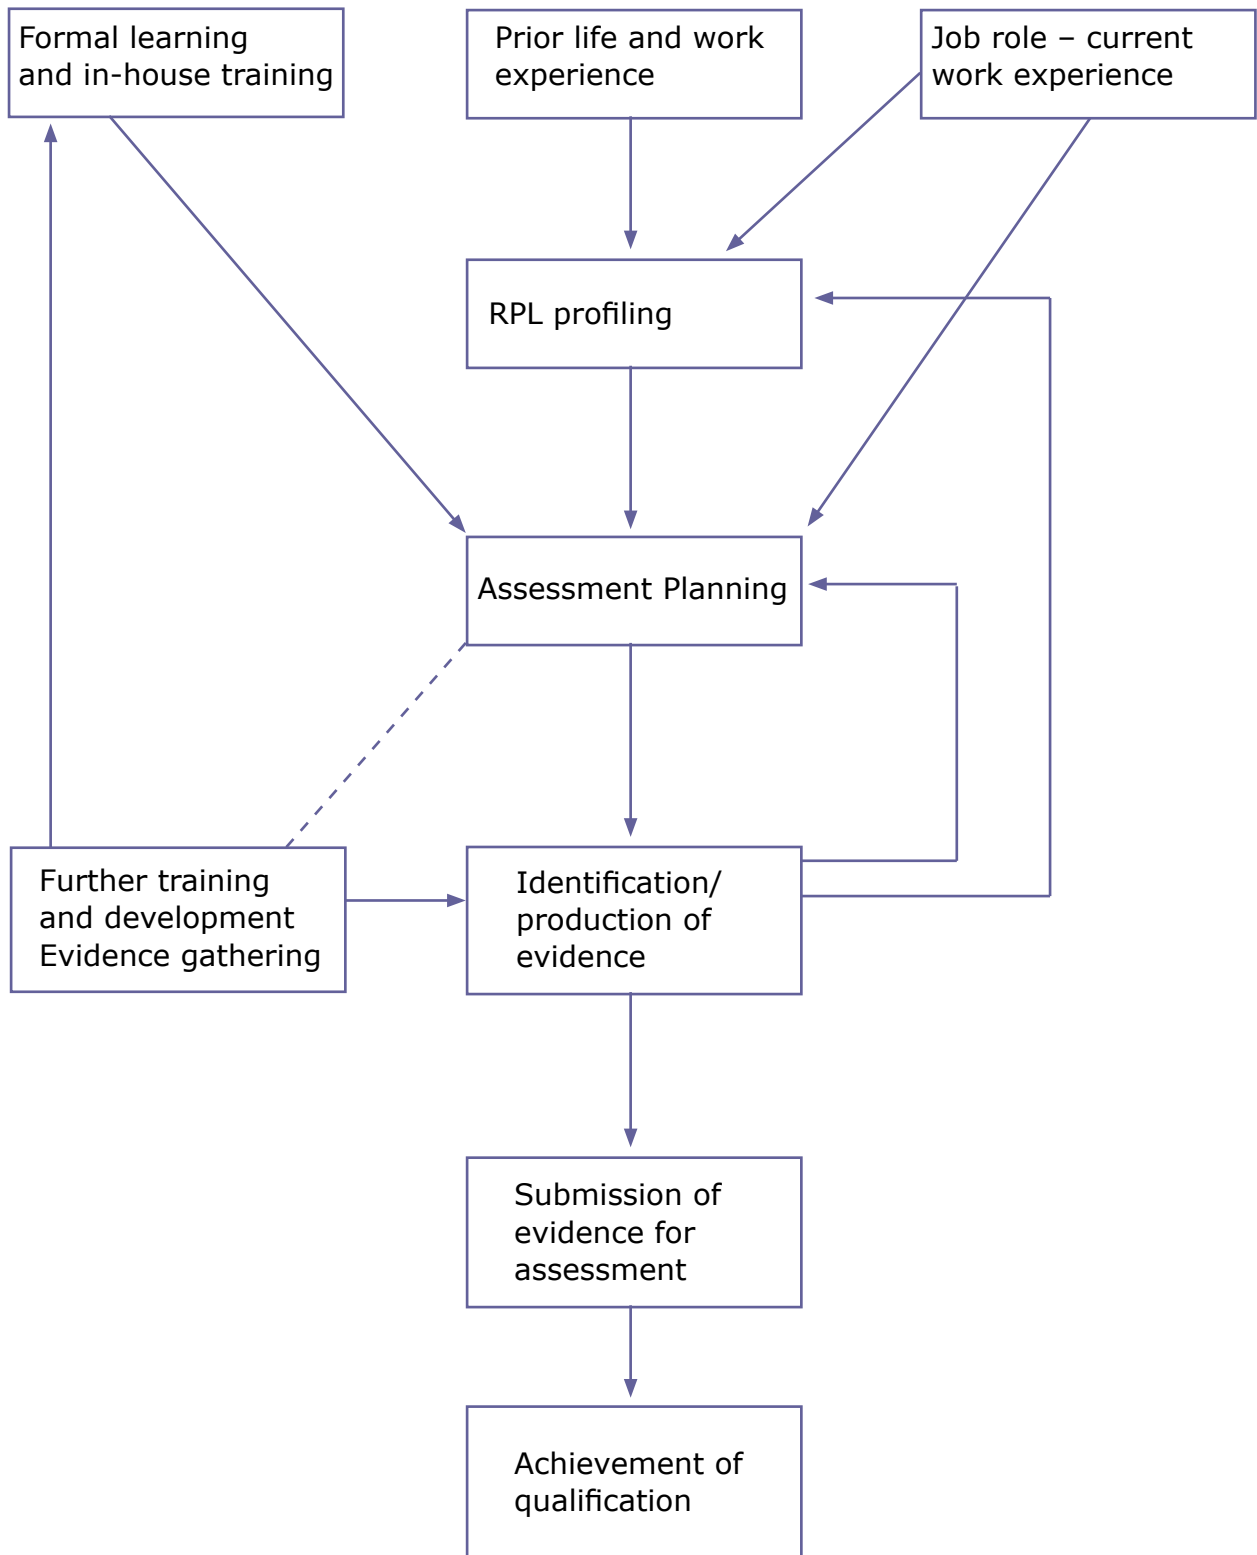 Formal learning
and in-house training
Prior life and work
experience
Job role – current
work experience
RPL profiling
Assessment Planning
Further training
and development
Evidence gathering
Identification/
production of
evidence
Submission of
evidence for
assessment
Achievement of
qualification